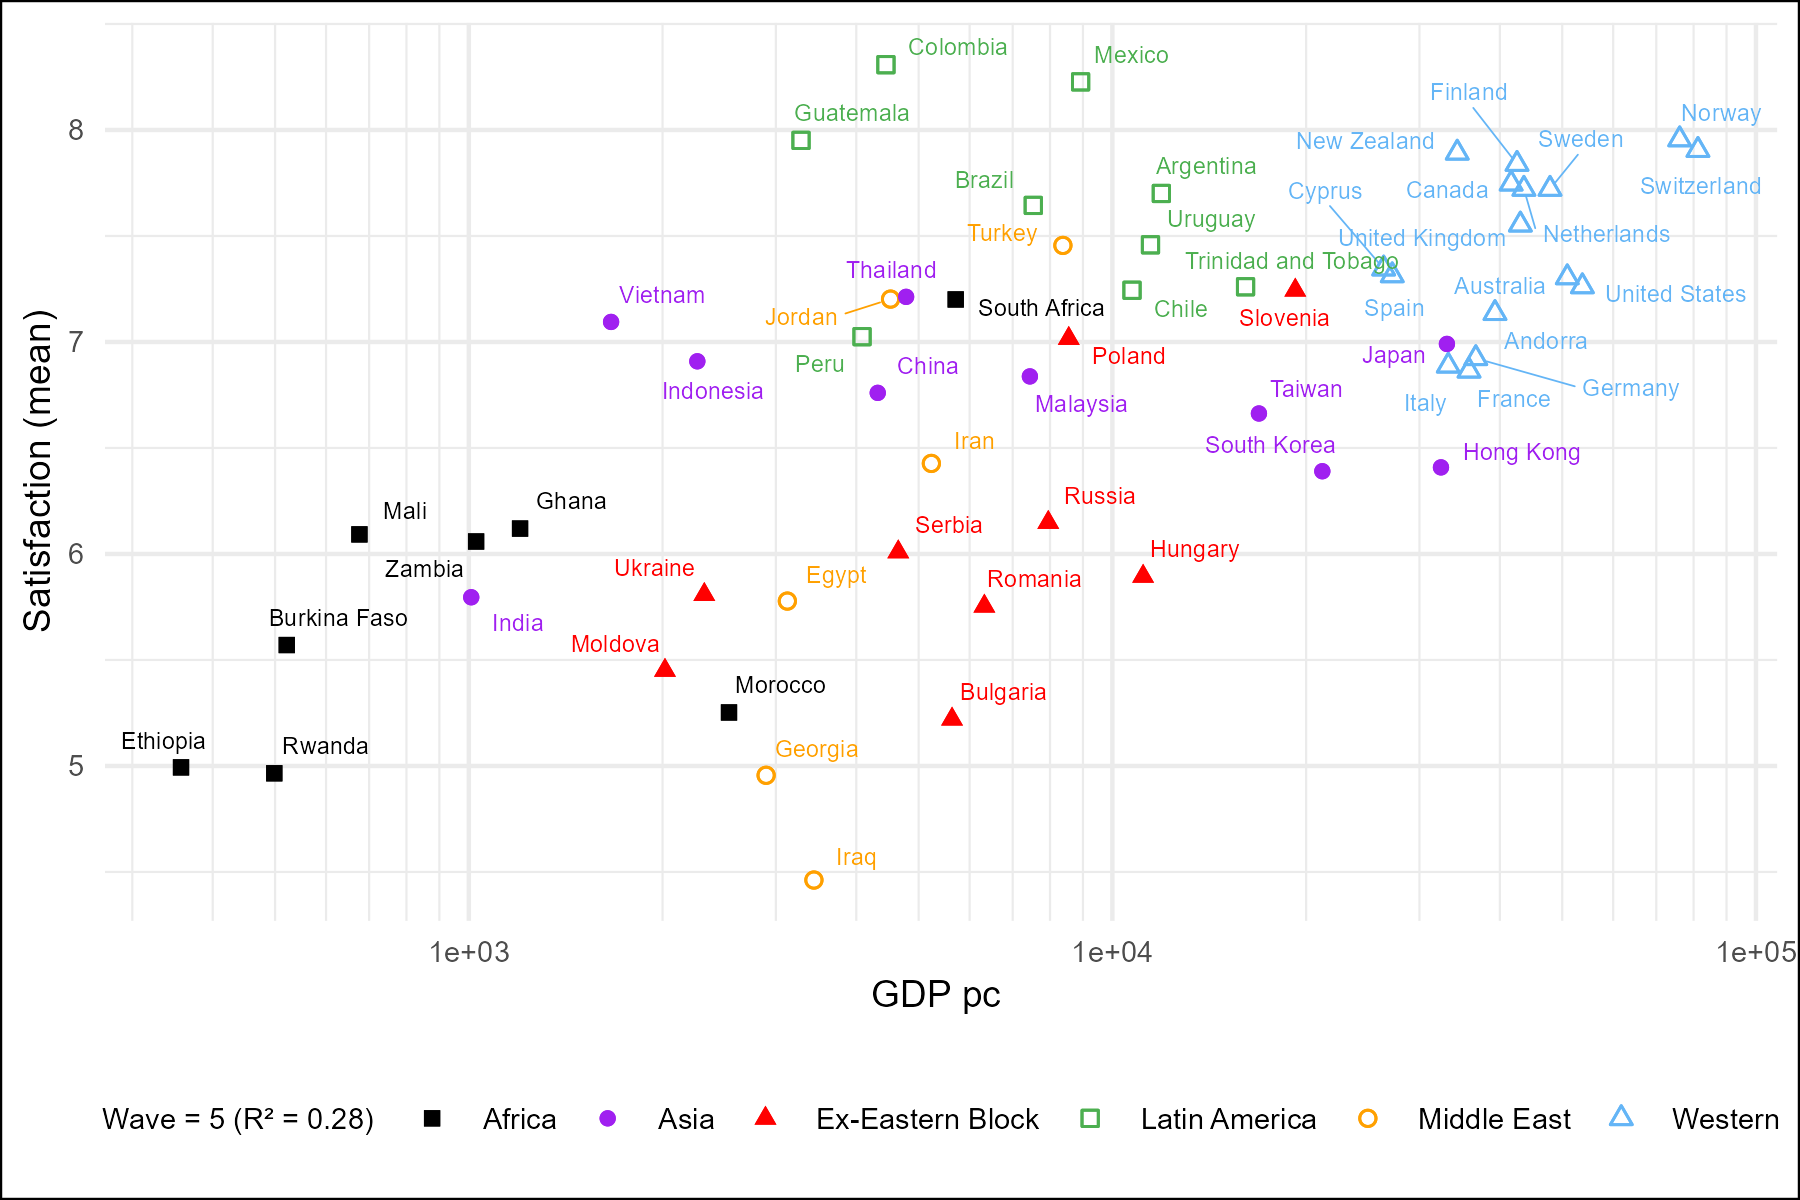 Colombia
Mexico
Guatemala
Finland
Norway
8
New Zealand
Sweden
Argentina
Brazil
Cyprus
Canada
Switzerland
Uruguay
Turkey
United Kingdom
Netherlands
Trinidad and Tobago
Thailand
Vietnam
Australia
United States
Jordan
South Africa
Chile
Spain
Slovenia
7
Andorra
Peru
China
Poland
Japan
Indonesia
Malaysia
Taiwan
Germany
Italy
France
Iran
South Korea
Hong Kong
Satisfaction (mean)
Mali
Ghana
Russia
Serbia
6
Zambia
Ukraine
Egypt
Romania
Hungary
Burkina Faso
India
Moldova
Morocco
Bulgaria
Ethiopia
Rwanda
Georgia
5
Iraq
1e+03
1e+04
1e+05
GDP pc
Wave = 5 (R² = 0.28) Africa Asia Ex-Eastern Block Latin America Middle East Western